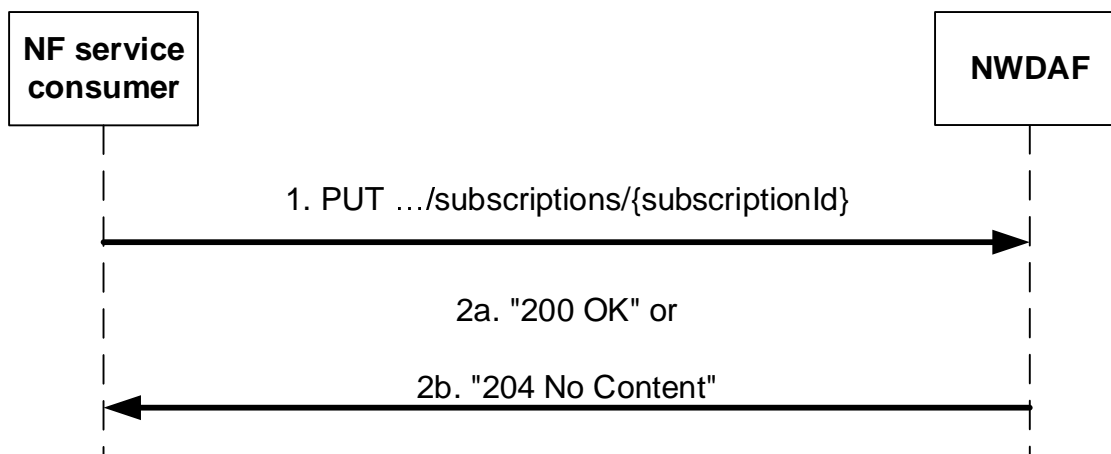 NF service
consumer
NWDAF
1. PUT …/subscriptions/{subscriptionId}
2a. "200 OK" or
2b. "204 No Content"